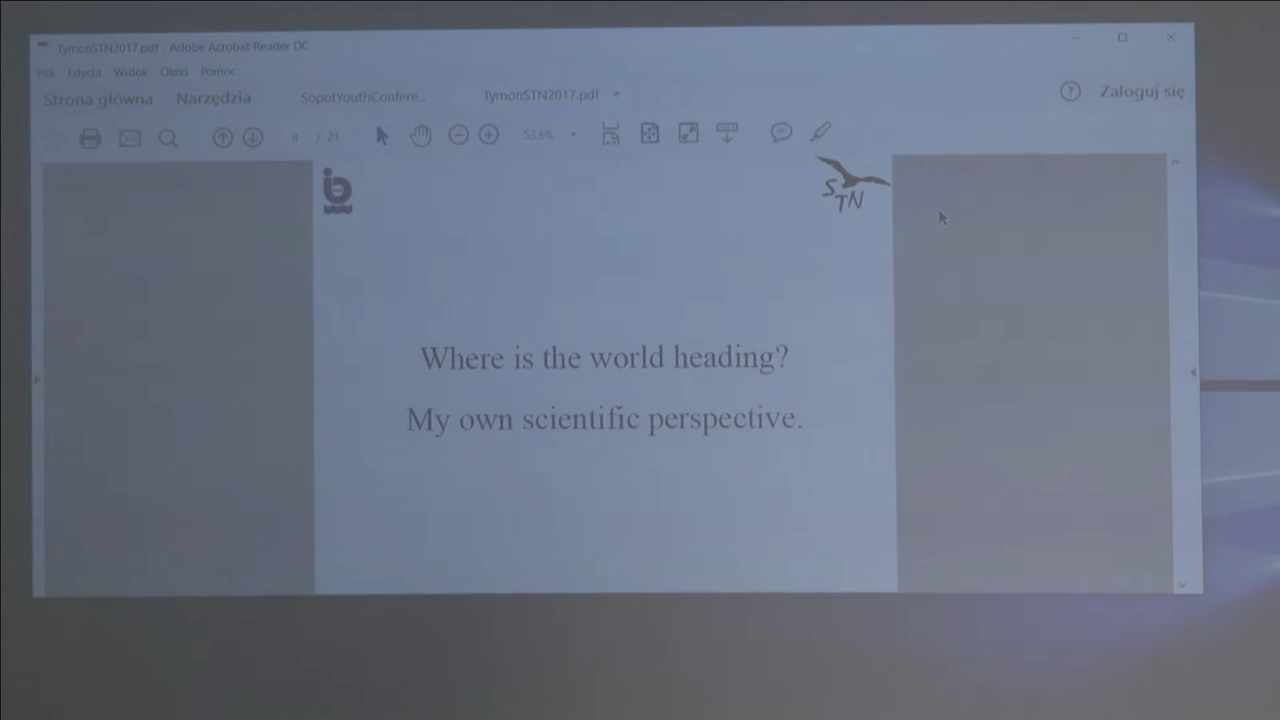 TymonSTN2017.pdf - Adobe Acrobat Reader DC
Plik Edycja Widok Okno Pomoc
Strona główna Narzędzia SopotYouthConfere... TymonSTN2017.pdf × ? Zaloguj się
8 / 21 53,6%
S
TN
Where is the world heading?
My own scientific perspective.